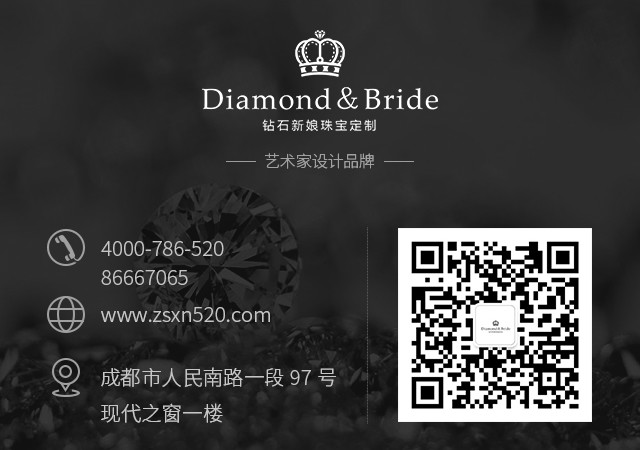 Diamond & Bride
钻石新娘珠宝定制
艺术家设计品牌
4000-786-520
86667065
www.zsxn520.com
成都市人民南路一段 97 号
现代之窗一楼
Diamond & Bride